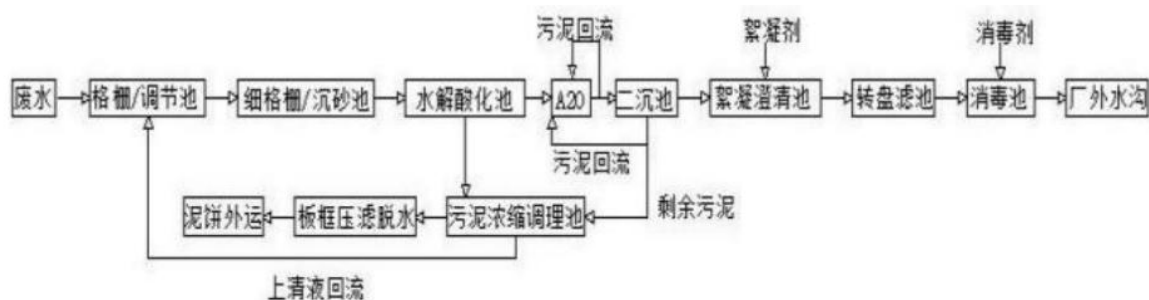 污泥回流
絮凝剂
消毒剂
废水
格栅/调节池
细格栅/沉砂池
水解酸化池
A2O
二沉池
絮凝澄清池
转盘滤池
消毒池
厂外水沟
污泥回流
剩余污泥
泥饼外运
板框压滤脱水
污泥浓缩调理池
上清液回流